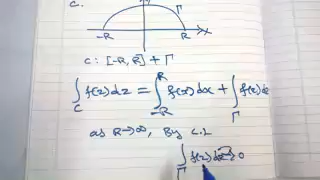 c.
Γ
-R R x
c: [-R, R] + Γ
∫_C f(z)dz = ∫_{-R}^{R} f(x)dx + ∫_Γ f(z)dz
as R→∞, By C.L
∫_Γ f(z)dz → 0